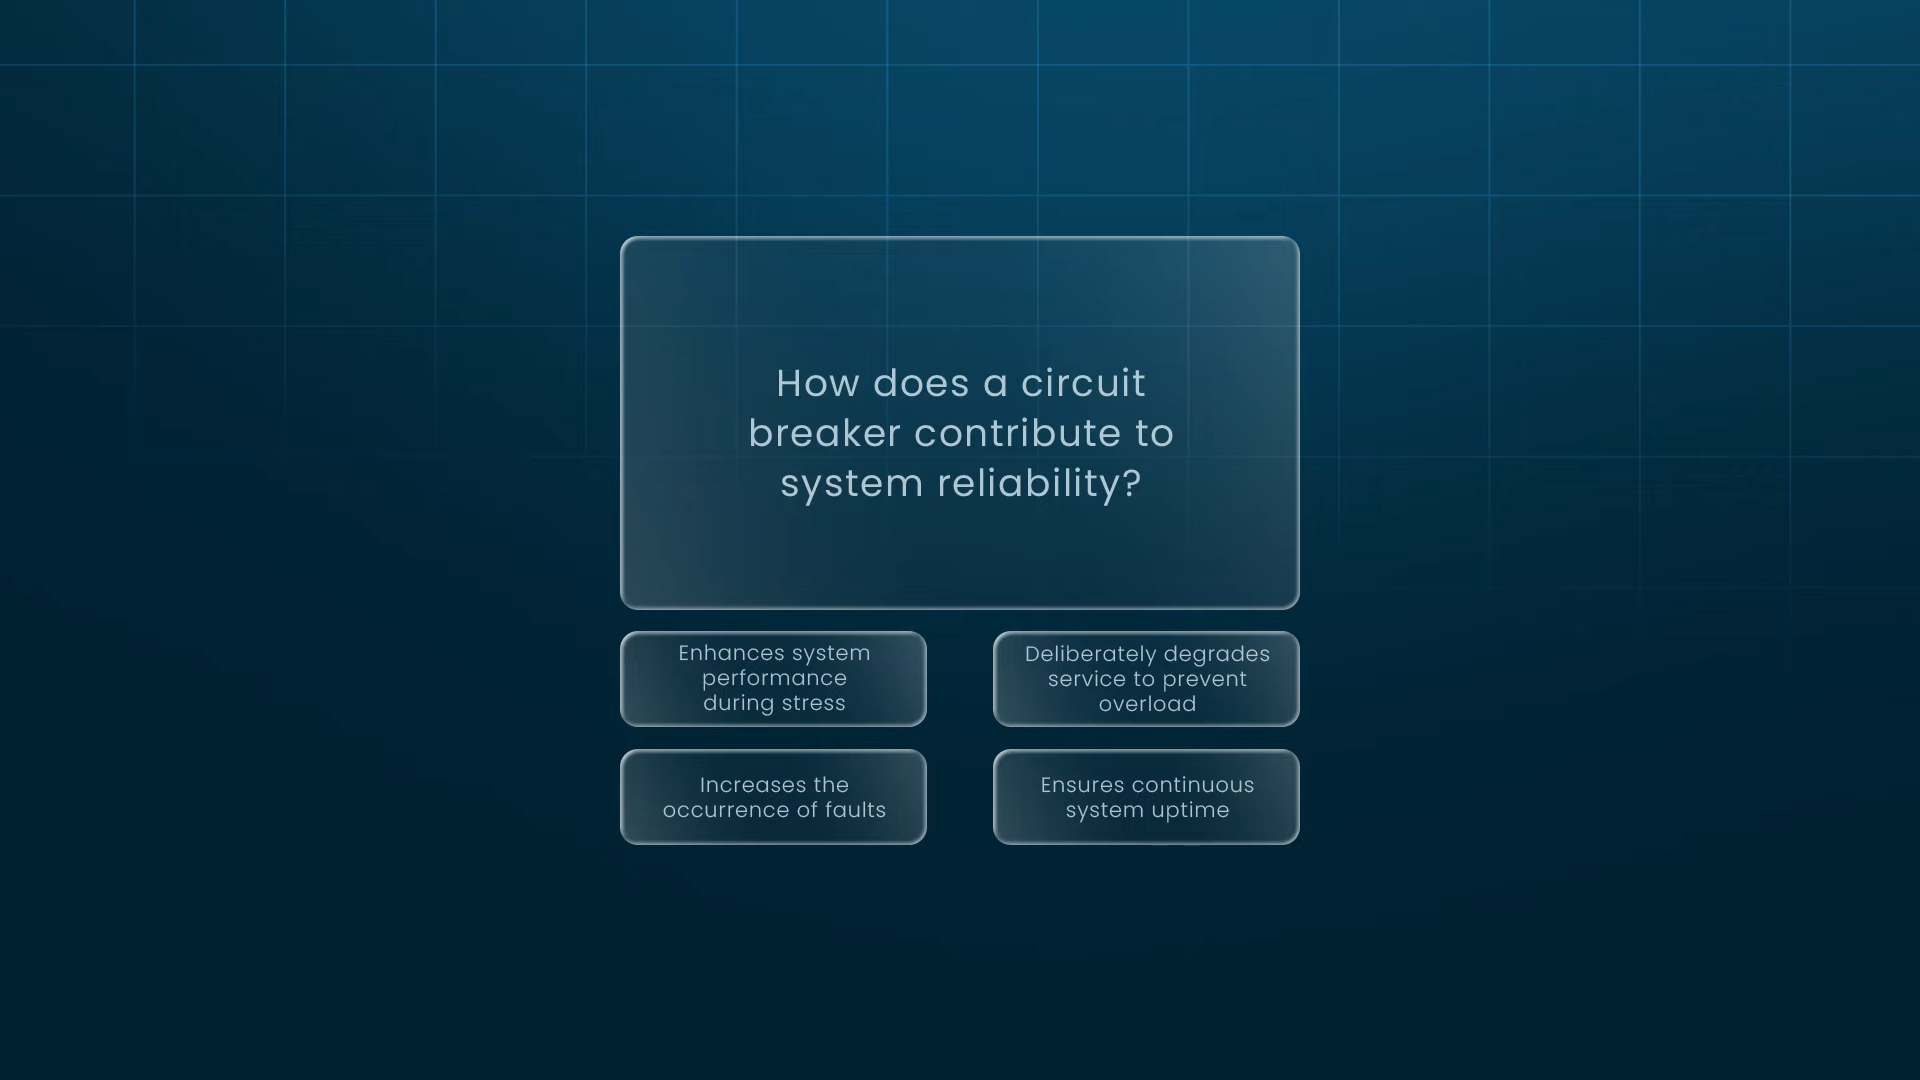 How does a circuit
breaker contribute to
system reliability?
Enhances system
performance
during stress
Deliberately degrades
service to prevent
overload
Increases the
occurrence of faults
Ensures continuous
system uptime